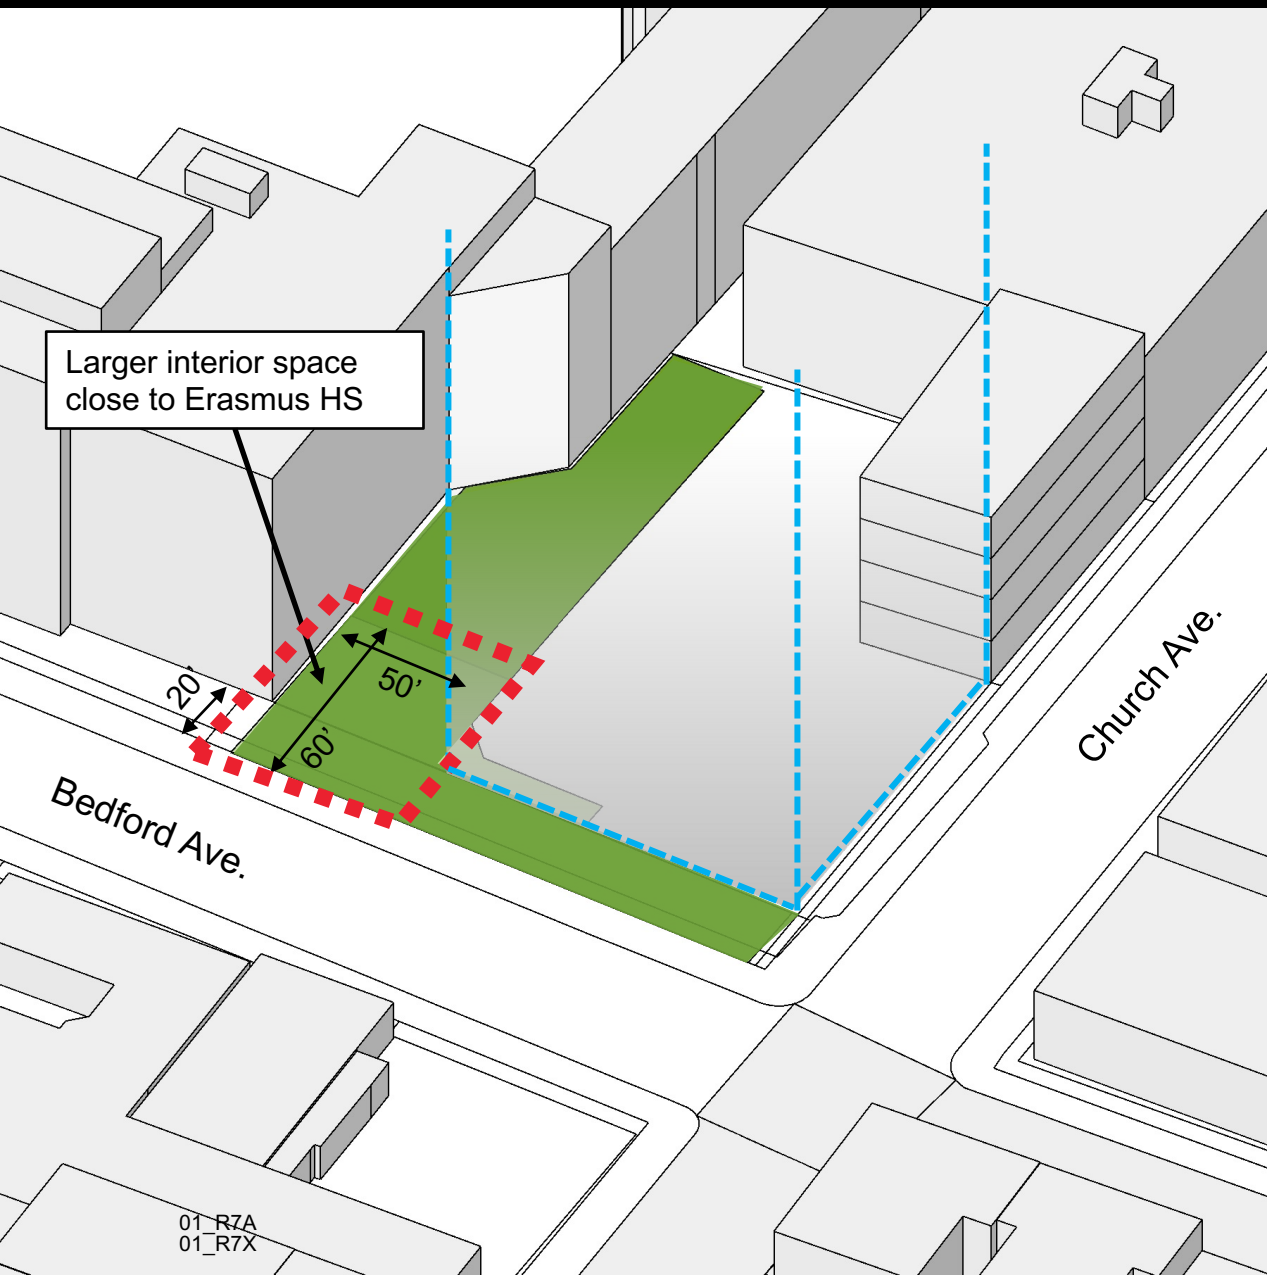 Larger interior space
close to Erasmus HS
20’
50’
60’
Church Ave.
Bedford Ave.
01_R7A
01_R7X